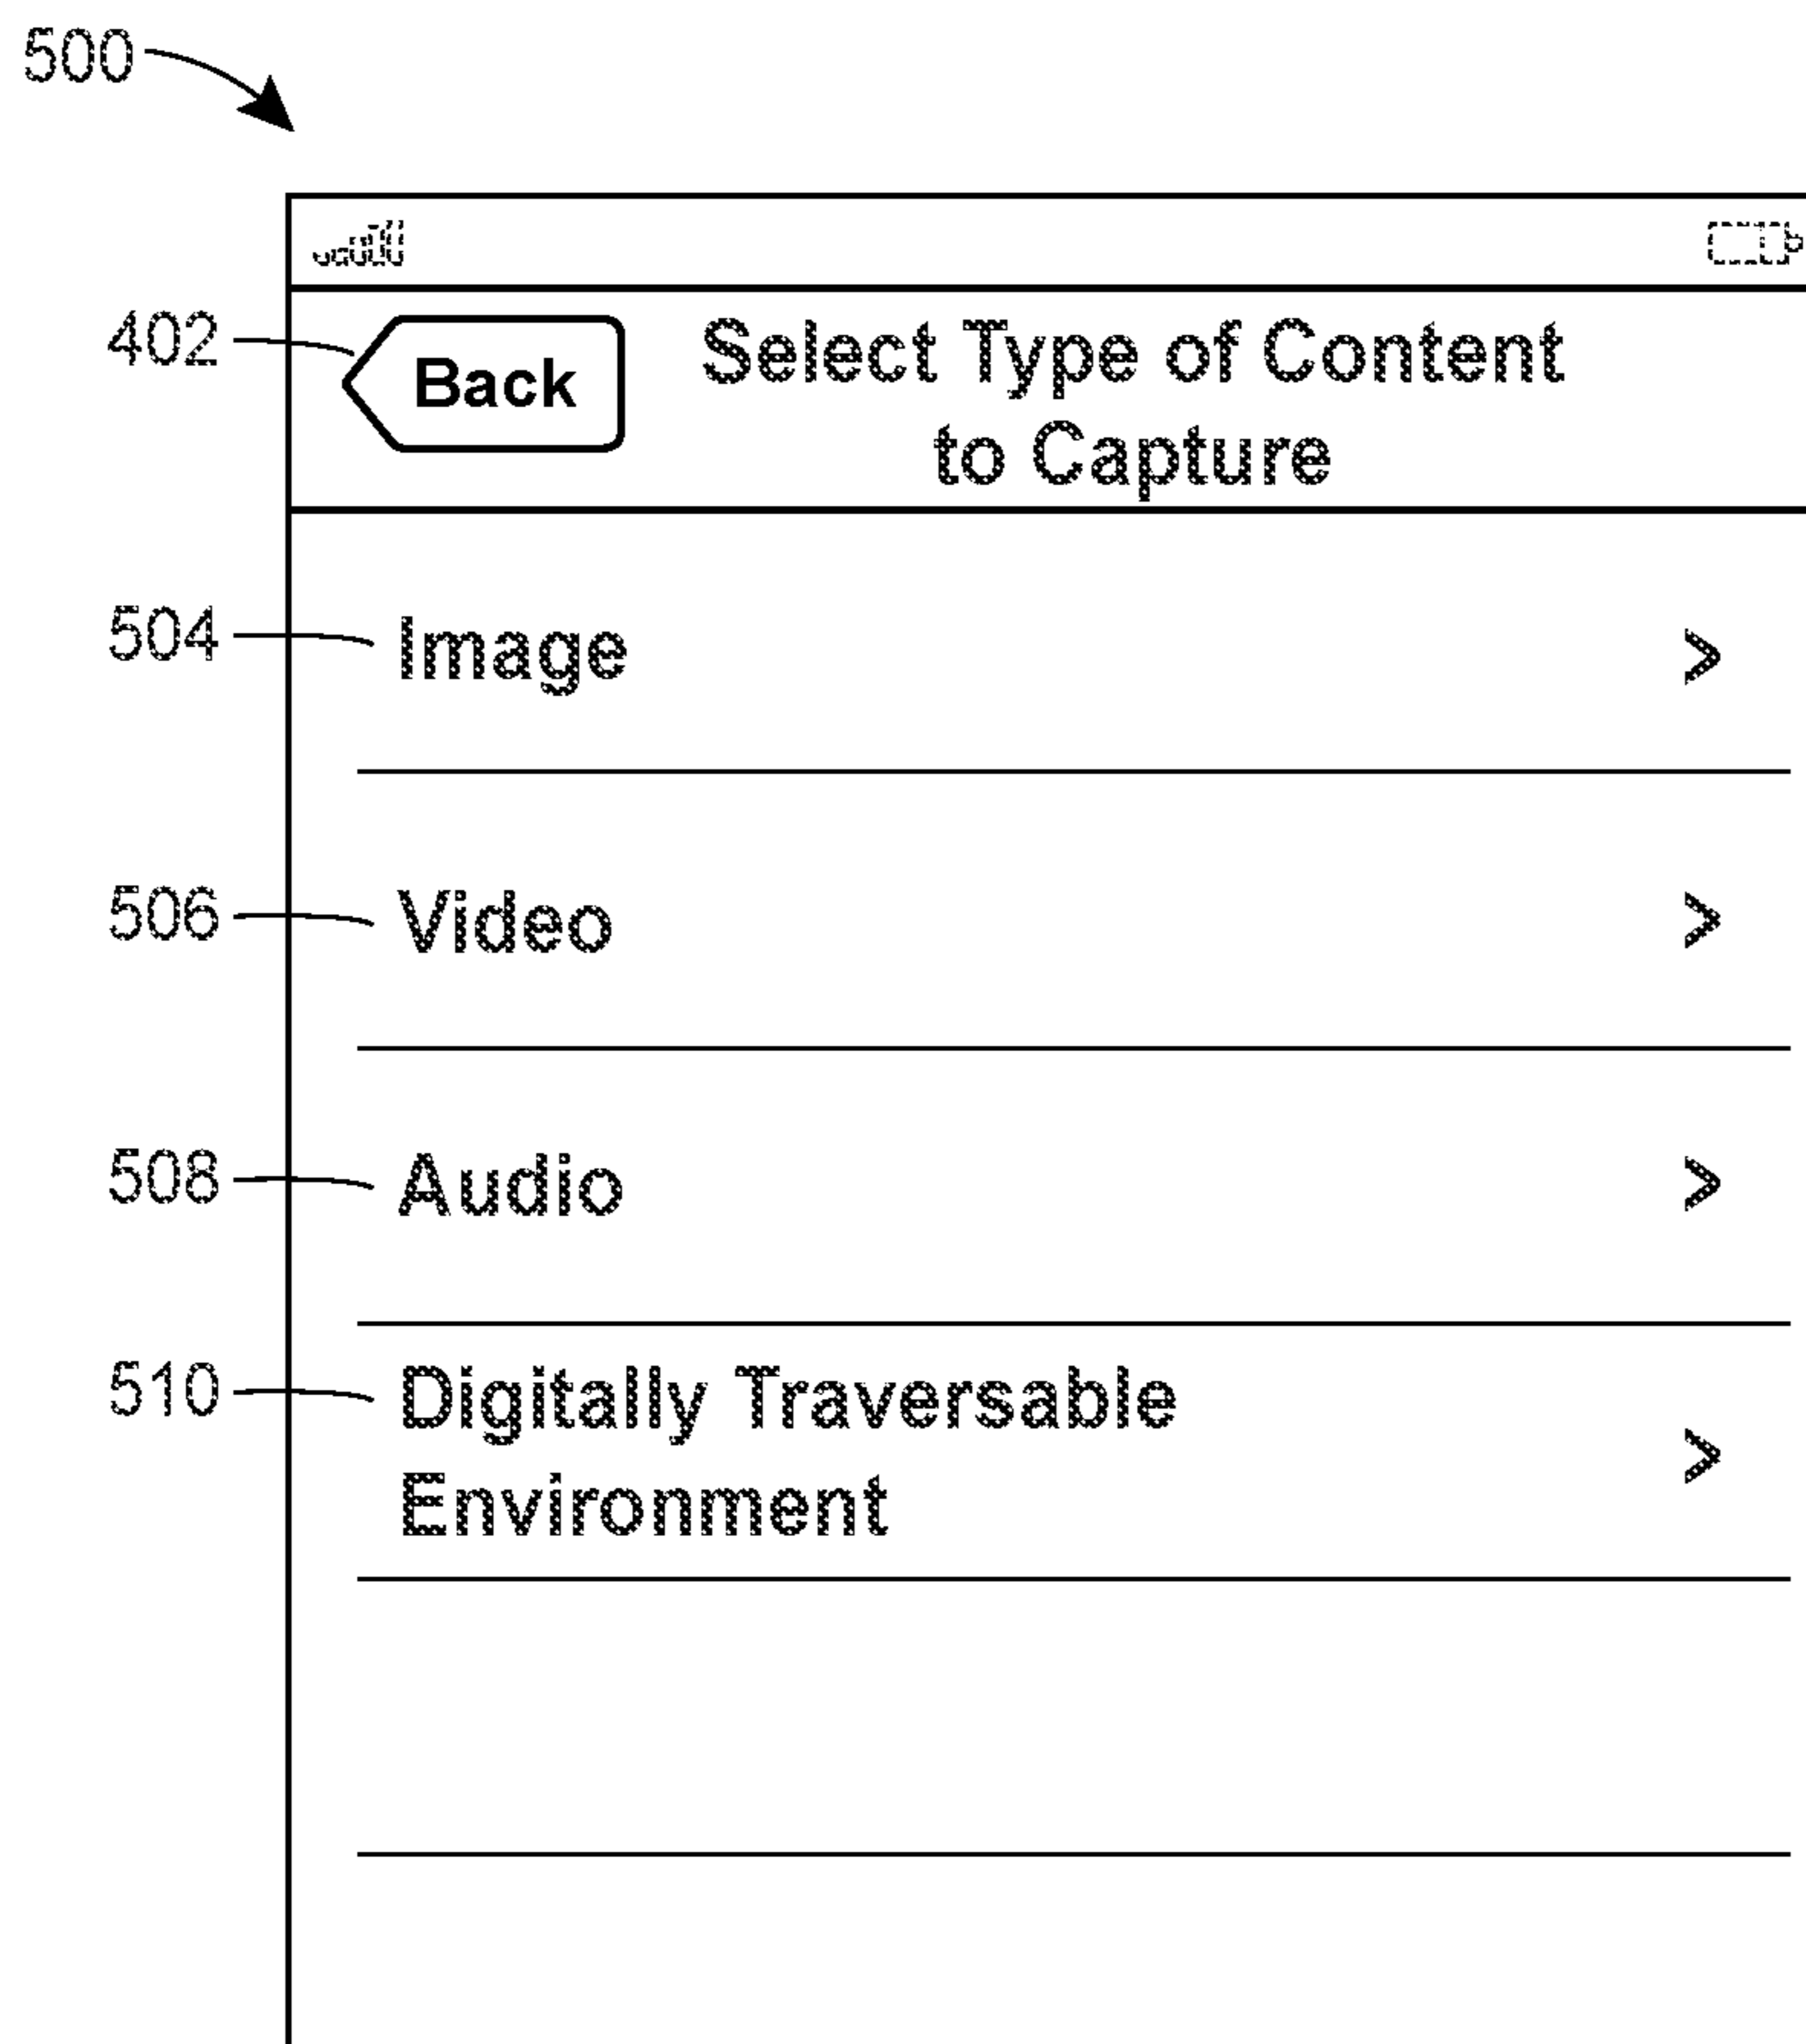 500
402
Back
Select Type of Content
to Capture
504
Image >
506
Video >
508
Audio >
510
Digitally Traversable
Environment >